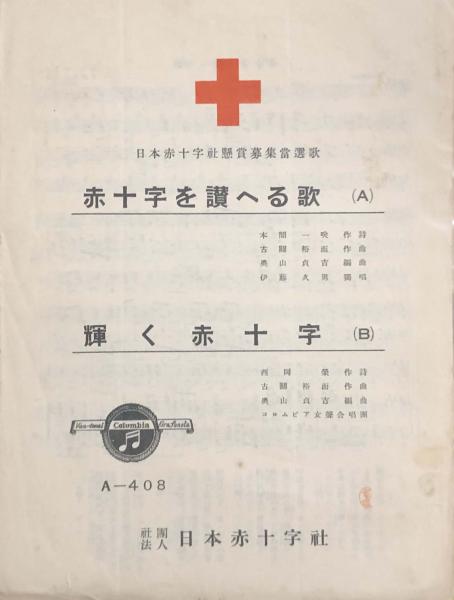 日本赤十字社懸賞募集當選歌
赤十字を讃へる歌 (A)
本間一咲作詩
古關裕而作曲
奥山貞吉編曲
伊藤久男獨唱
輝く赤十字 (B)
西岡榮作詩
古關裕而作曲
奥山貞吉編曲
コロムビア女聲合唱團
Viva-tonal Columbia Grafonola
A—408
社團法人 日本赤十字社